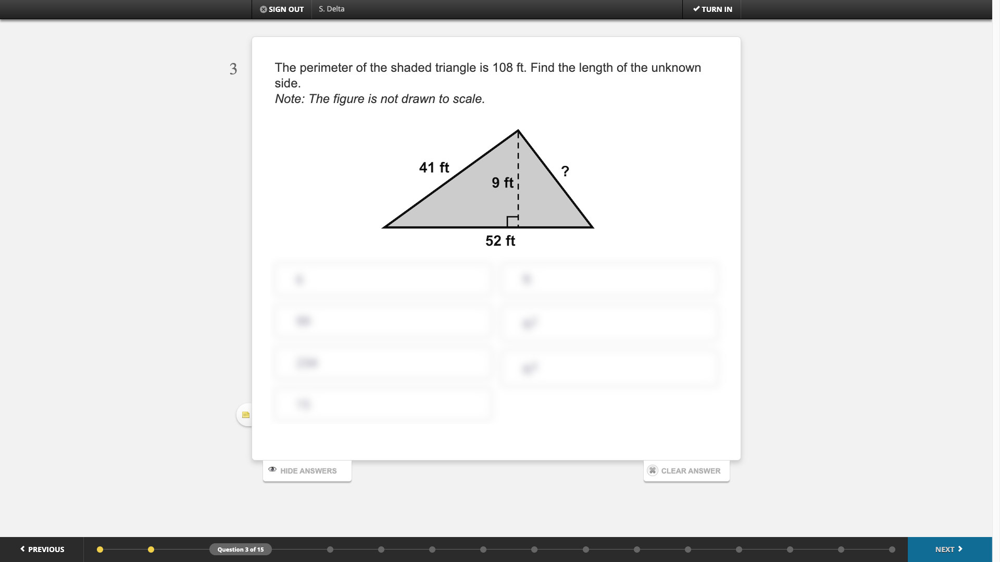 SIGN OUT
S. Delta
TURN IN
3
The perimeter of the shaded triangle is 108 ft. Find the length of the unknown
side.
Note: The figure is not drawn to scale.
41 ft
?
9 ft
52 ft
HIDE ANSWERS
CLEAR ANSWER
PREVIOUS
Question 3 of 15
NEXT